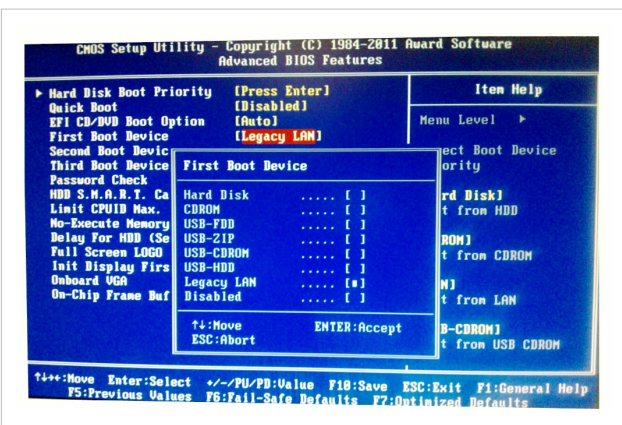 CMOS Setup Utility - Copyright (C) 1984-2011 Award Software
Advanced BIOS Features
Hard Disk Boot Priority [Press Enter]
Quick Boot [Disabled]
EFI CD/DVD Boot Option [Auto]
First Boot Device [Legacy LAN]
Second Boot Devic
Third Boot Device
Password Check
HDD S.M.A.R.T. Ca
Limit CPUID Max.
No-Execute Memory
Delay For HDD (Se
Full Screen LOGO
Init Display Firs
Onboard VGA
On-Chip Frame Buf
First Boot Device
Hard Disk ..... [ ]
CDROM ..... [ ]
USB-FDD ..... [ ]
USB-ZIP ..... [ ]
USB-CDROM ..... [ ]
USB-HDD ..... [ ]
Legacy LAN ..... [■]
Disabled ..... [ ]
↑↓:Move ENTER:Accept
ESC:Abort
Item Help
Menu Level ▶
ect Boot Device
ority
rd Disk]
t from HDD
ROM]
t from CDROM
N]
t from LAN
B-CDROM]
t from USB CDROM
↑↓→←:Move Enter:Select +/-/PU/PD:Value F10:Save ESC:Exit F1:General Help
F5:Previous Values F6:Fail-Safe Defaults F7:Optimized Defaults